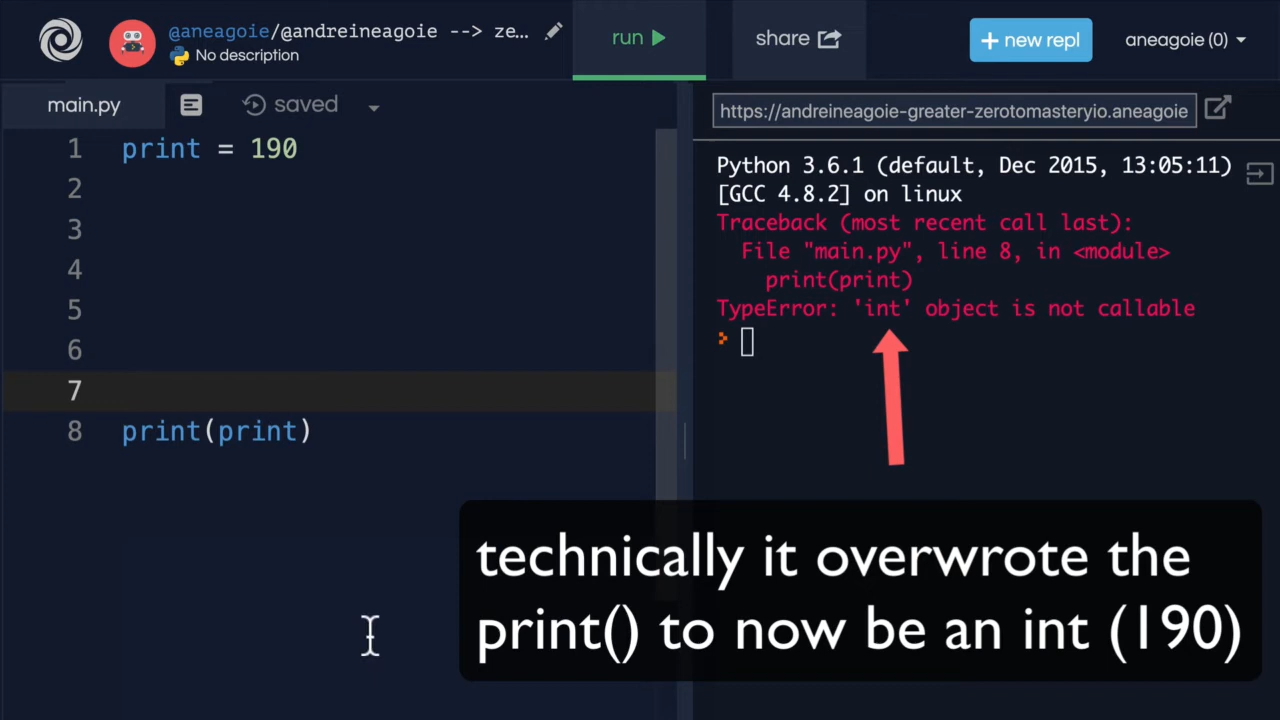 @aneagoie/@andreineagoie --> ze...
No description
run
share
+ new repl
aneagoie (0)
main.py
saved
https://andreineagoie-greater-zerotomasteryio.aneagoie
1 print = 190
2
3
4
5
6
7
8 print(print)
Python 3.6.1 (default, Dec 2015, 13:05:11)
[GCC 4.8.2] on linux
Traceback (most recent call last):
  File "main.py", line 8, in <module>
    print(print)
TypeError: 'int' object is not callable
technically it overwrote the
print() to now be an int (190)